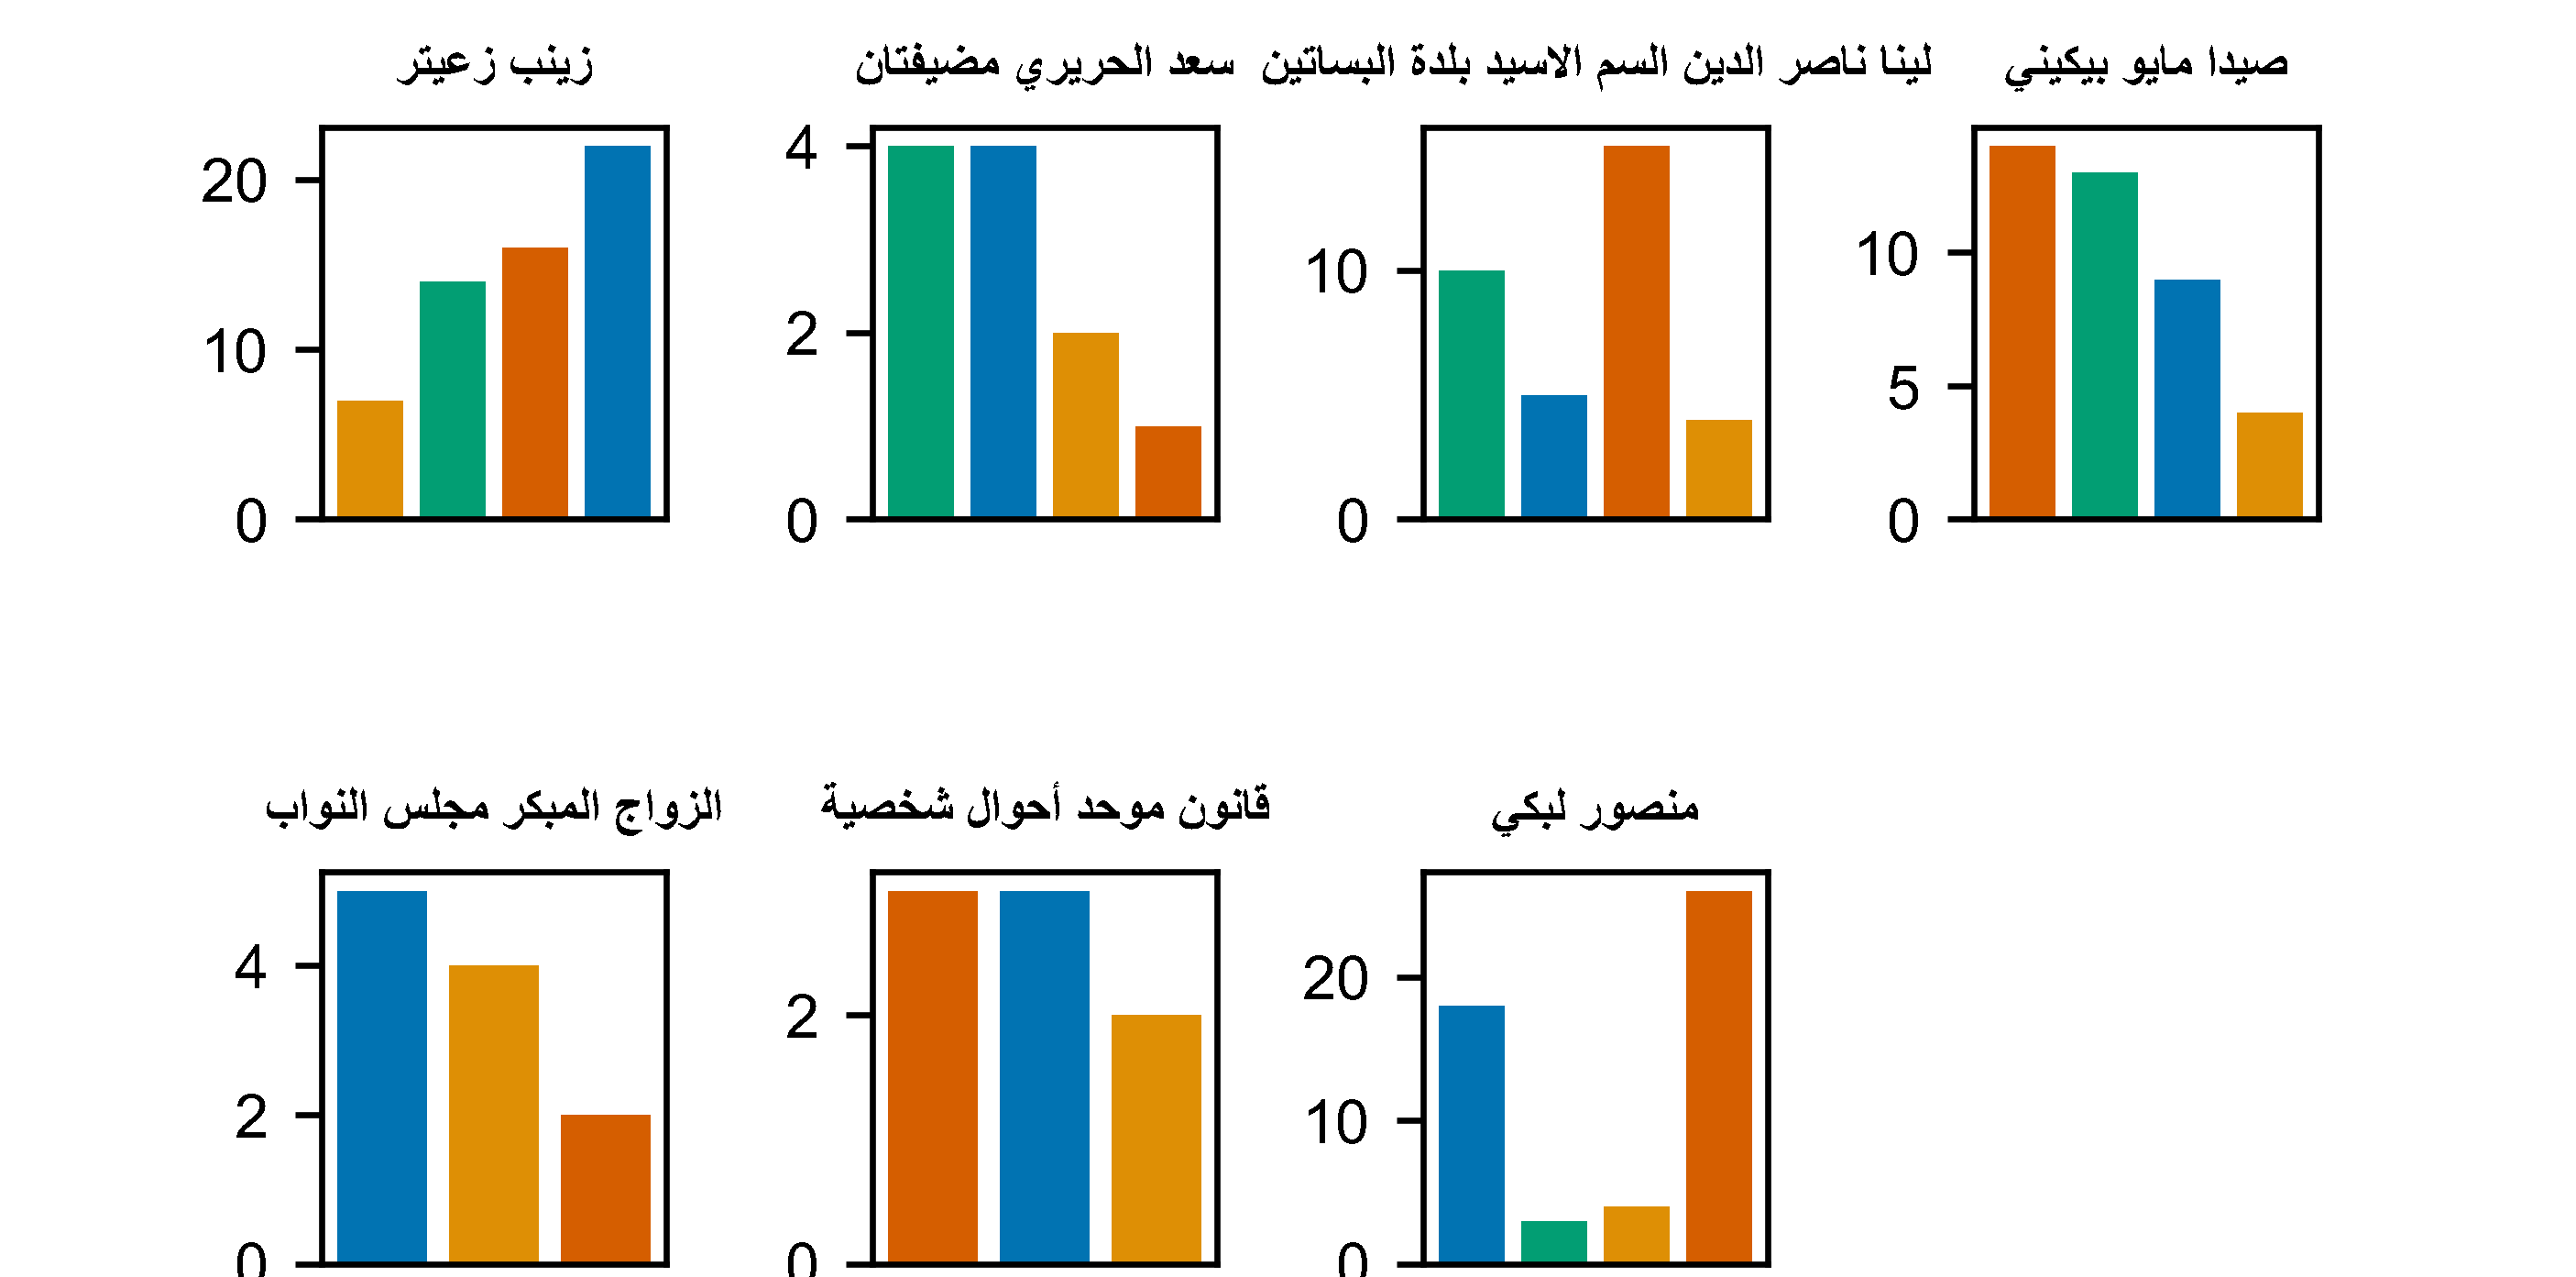 زينب زعيتر
سعد الحريري مضيفتان
لينا ناصر الدين السم الاسيد بلدة البساتين
صيدا مايو بيكيني
20
10
0
4
2
0
10
0
10
5
0
الزواج المبكر مجلس النواب
قانون موحد أحوال شخصية
منصور لبكي
4
2
0
2
0
20
10
0